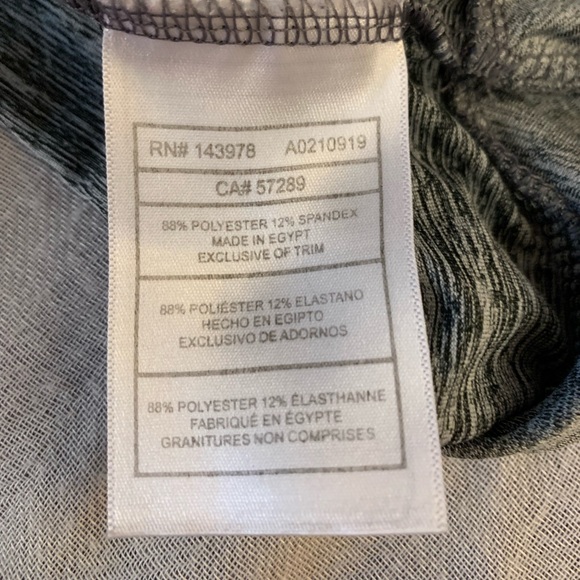 RN# 143978 A0210919
CA# 57289
88% POLYESTER 12% SPANDEX
MADE IN EGYPT
EXCLUSIVE OF TRIM
88% POLIÉSTER 12% ELASTANO
HECHO EN EGIPTO
EXCLUSIVO DE ADORNOS
88% POLYESTER 12% ÉLASTHANNE
FABRIQUÉ EN ÉGYPTE
GRANITURES NON COMPRISES